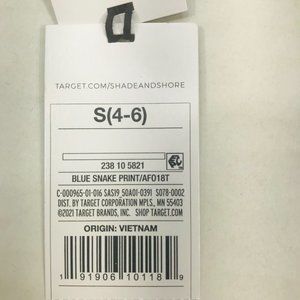 TARGET.COM/SHADEANDSHORE
S(4-6)
238 10 5821
BLUE SNAKE PRINT/AF018T
C-000965-01-016 SAS19_50A01-0391 S078-0002
DIST. BY TARGET CORPORATION MPLS., MN 55403
©2021 TARGET BRANDS, INC. SHOP TARGET.COM
ORIGIN: VIETNAM
1 91906 10118 9